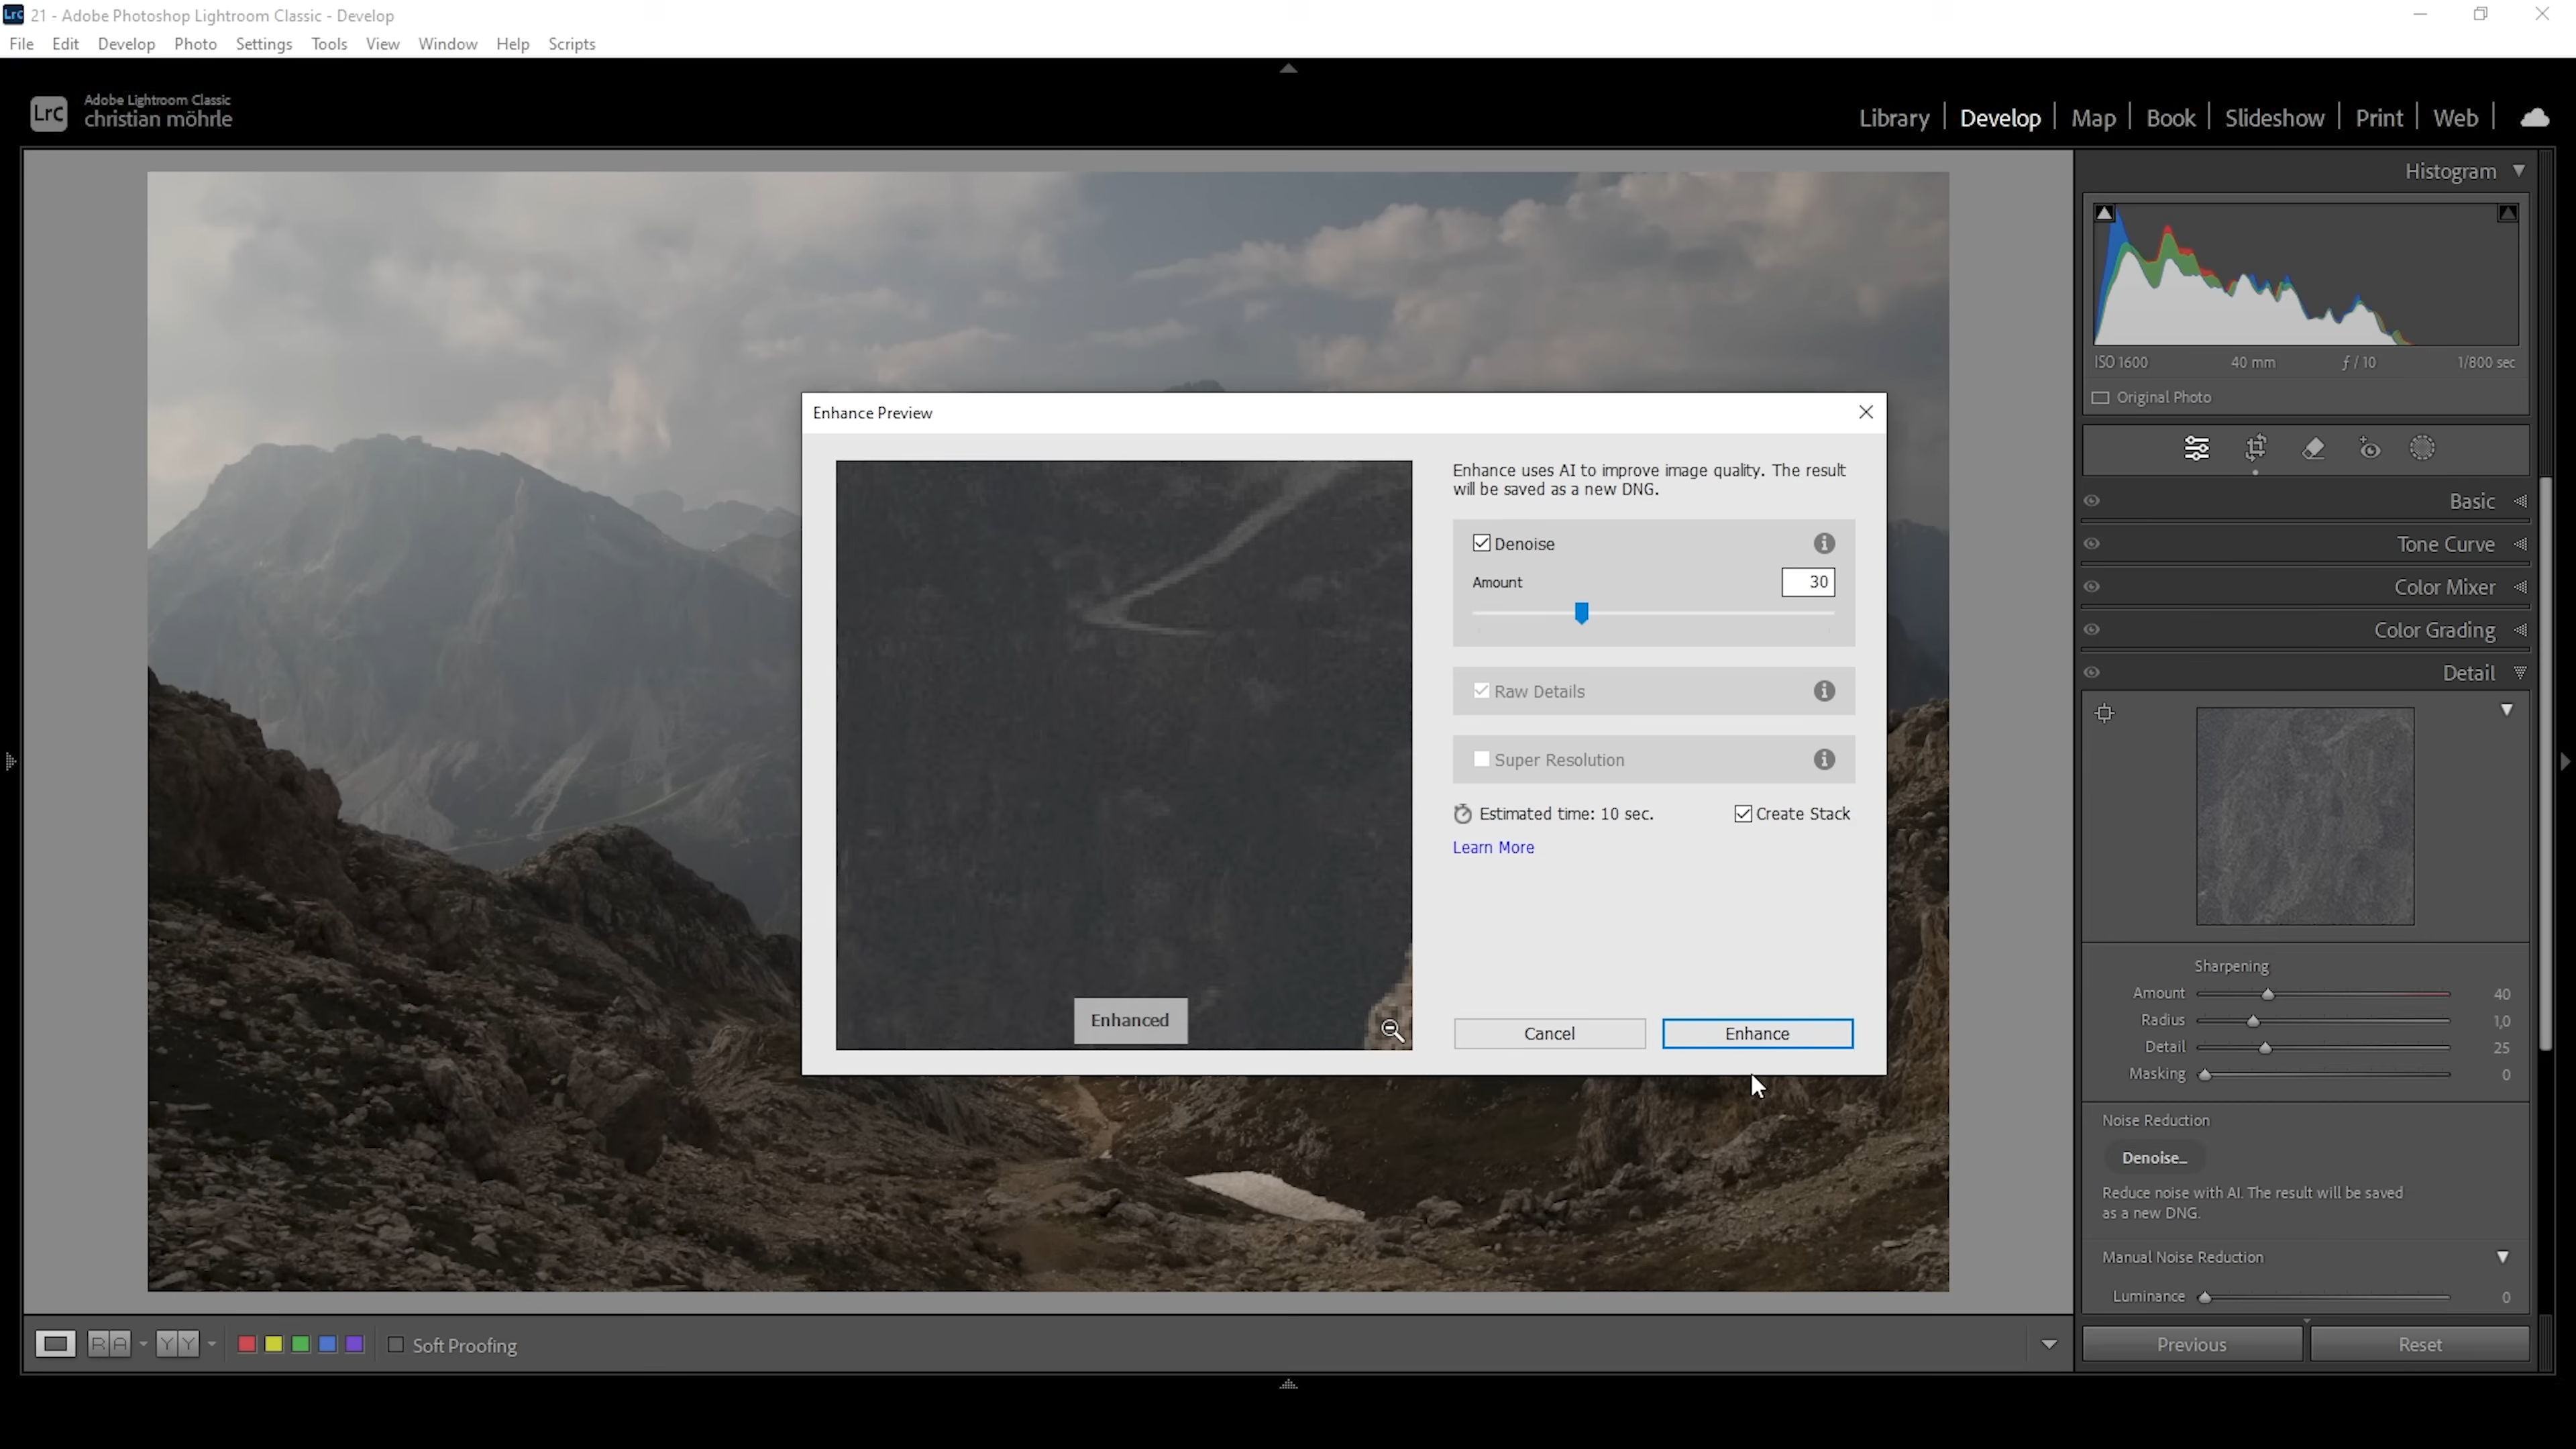 Lrc 21 - Adobe Photoshop Lightroom Classic - Develop
File Edit Develop Photo Settings Tools View Window Help Scripts
Lrc
Adobe Lightroom Classic
christian möhrle
Library | Develop | Map | Book | Slideshow | Print | Web |
Histogram
ISO 1600 40 mm ƒ / 10 1/800 sec
Original Photo
Basic
Tone Curve
Color Mixer
Color Grading
Detail
Sharpening
Amount 40
Radius 1,0
Detail 25
Masking 0
Noise Reduction
Denoise...
Reduce noise with AI. The result will be saved
as a new DNG.
Manual Noise Reduction
Luminance 0
Previous Reset
Enhance Preview
Enhance uses AI to improve image quality. The result
will be saved as a new DNG.
Denoise
Amount 30
Raw Details
Super Resolution
Estimated time: 10 sec. Create Stack
Learn More
Enhanced
Cancel Enhance
R A Y Y Soft Proofing